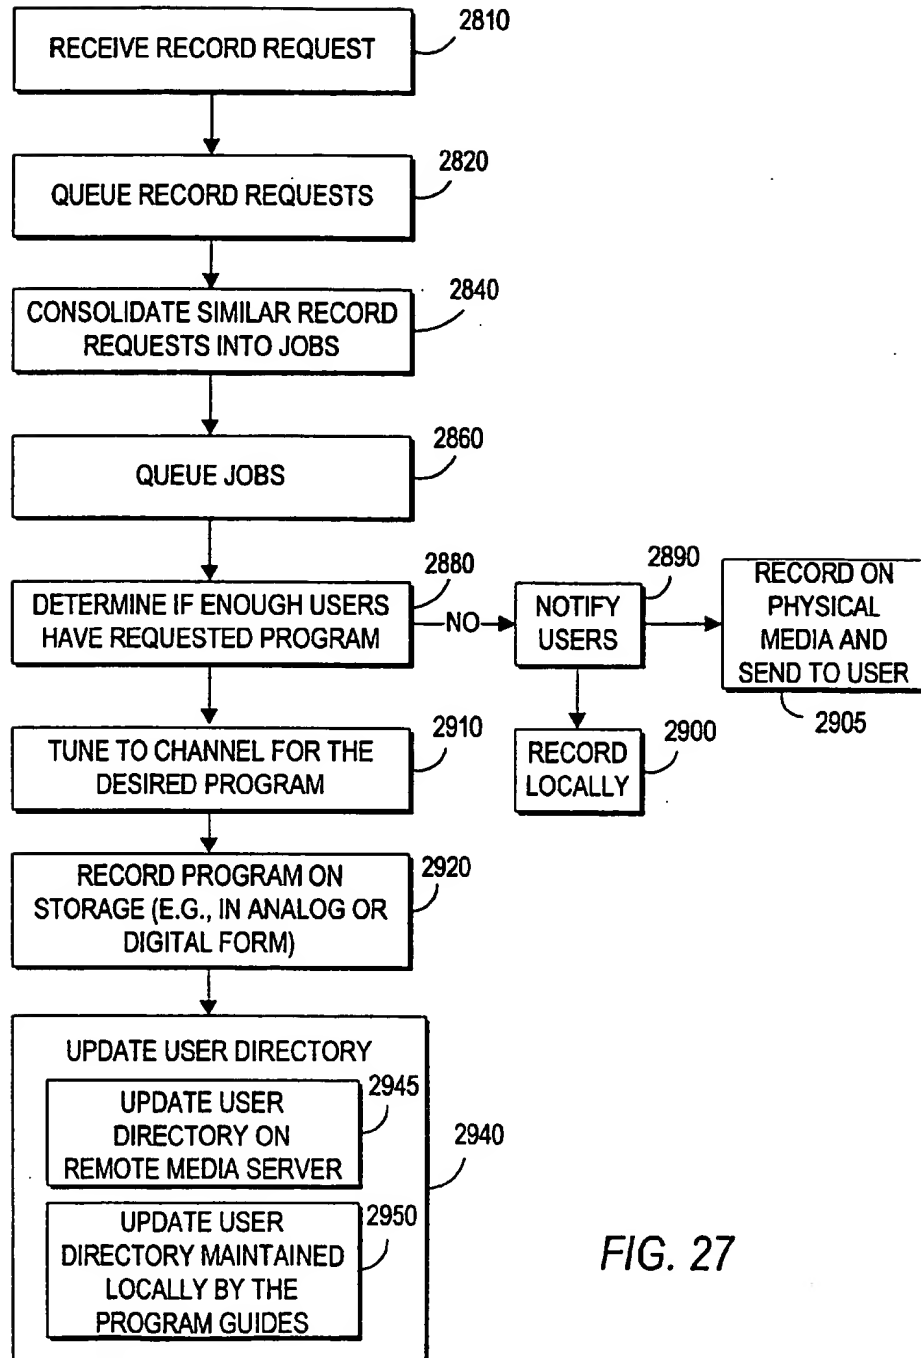 RECEIVE RECORD REQUEST
2810
QUEUE RECORD REQUESTS
2820
CONSOLIDATE SIMILAR RECORD
REQUESTS INTO JOBS
2840
QUEUE JOBS
2860
DETERMINE IF ENOUGH USERS
HAVE REQUESTED PROGRAM
2880
NO
NOTIFY
USERS
2890
RECORD ON
PHYSICAL
MEDIA AND
SEND TO USER
2905
RECORD
LOCALLY
2900
TUNE TO CHANNEL FOR THE
DESIRED PROGRAM
2910
RECORD PROGRAM ON
STORAGE (E.G., IN ANALOG OR
DIGITAL FORM)
2920
UPDATE USER DIRECTORY
2940
UPDATE USER
DIRECTORY ON
REMOTE MEDIA SERVER
2945
UPDATE USER
DIRECTORY MAINTAINED
LOCALLY BY THE
PROGRAM GUIDES
2950
FIG. 27